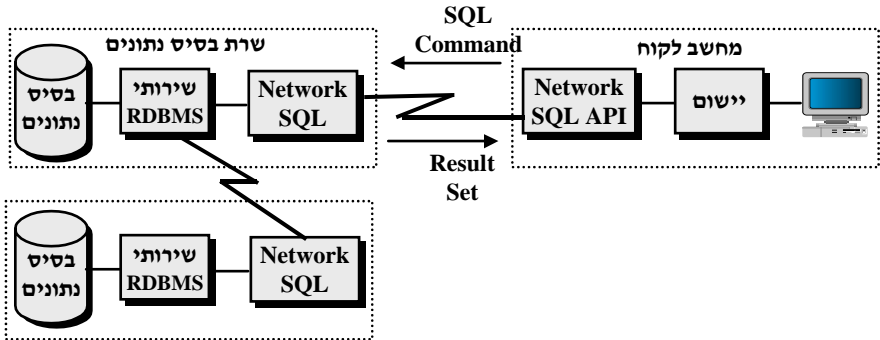 SQL
Command
שרת בסיס נתונים
מחשב לקוח
בסיס
נתונים
שירותי
RDBMS
Network
SQL
Network
SQL API
יישום
Result
Set
בסיס
נתונים
שירותי
RDBMS
Network
SQL